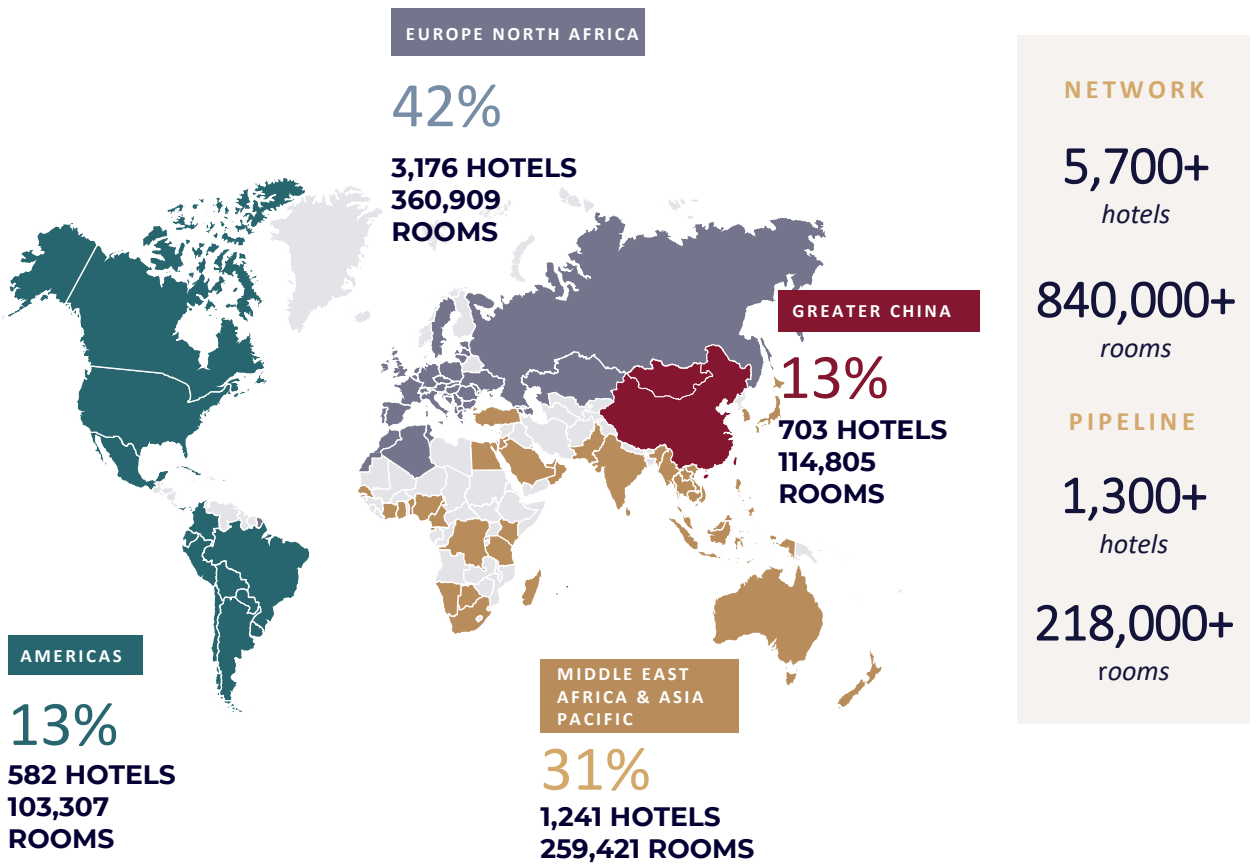 EUROPE NORTH AFRICA
42%
3,176 HOTELS
360,909
ROOMS
GREATER CHINA
13%
703 HOTELS
114,805
ROOMS
AMERICAS
13%
582 HOTELS
103,307
ROOMS
MIDDLE EAST
AFRICA & ASIA
PACIFIC
31%
1,241 HOTELS
259,421 ROOMS
NETWORK
5,700+
hotels
840,000+
rooms
PIPELINE
1,300+
hotels
218,000+
rooms